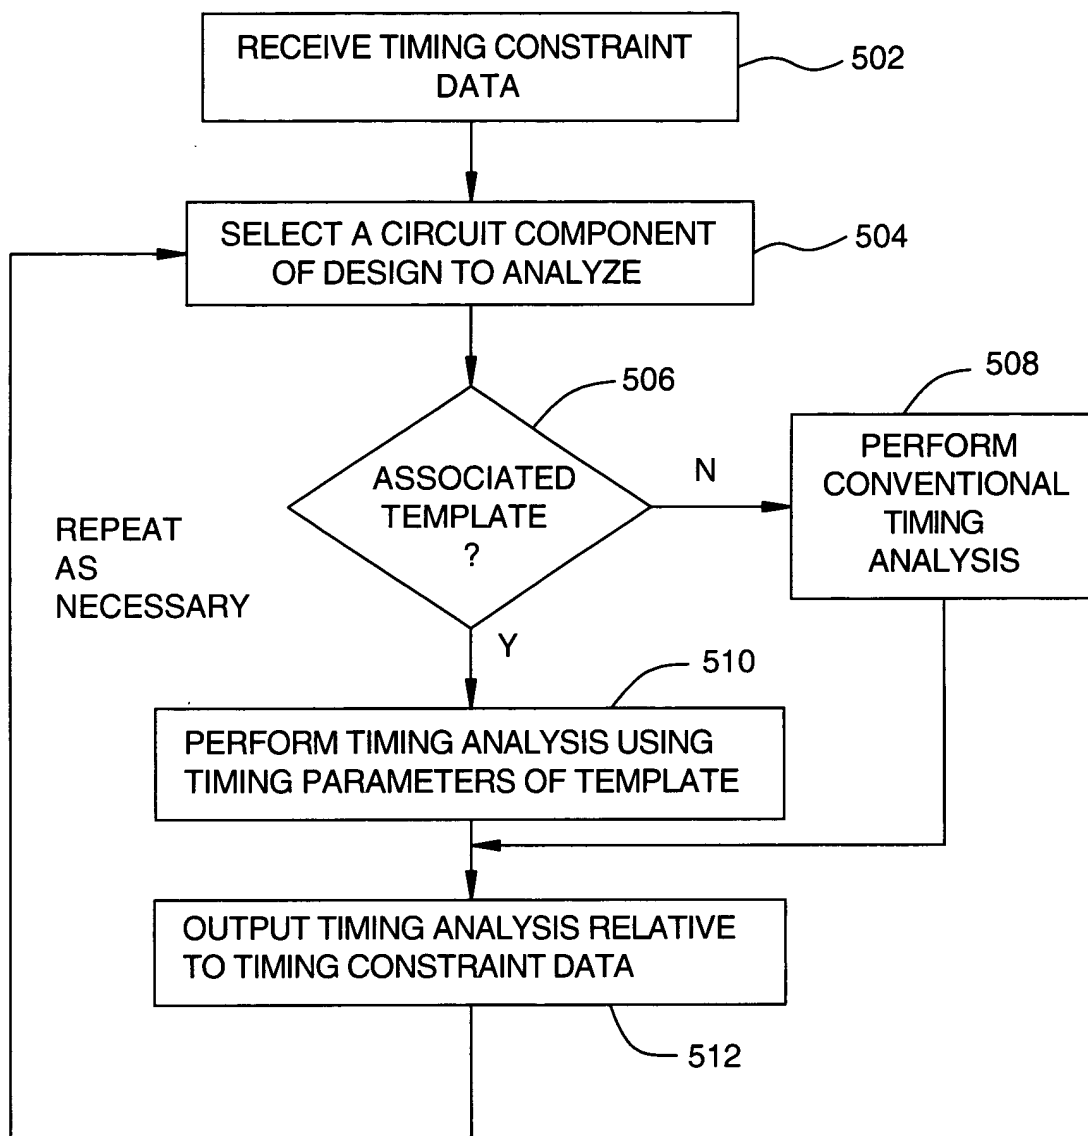 RECEIVE TIMING CONSTRAINT
DATA
502
SELECT A CIRCUIT COMPONENT
OF DESIGN TO ANALYZE
504
506
ASSOCIATED
TEMPLATE
?
N
508
PERFORM
CONVENTIONAL
TIMING
ANALYSIS
REPEAT
AS
NECESSARY
Y
510
PERFORM TIMING ANALYSIS USING
TIMING PARAMETERS OF TEMPLATE
OUTPUT TIMING ANALYSIS RELATIVE
TO TIMING CONSTRAINT DATA
512